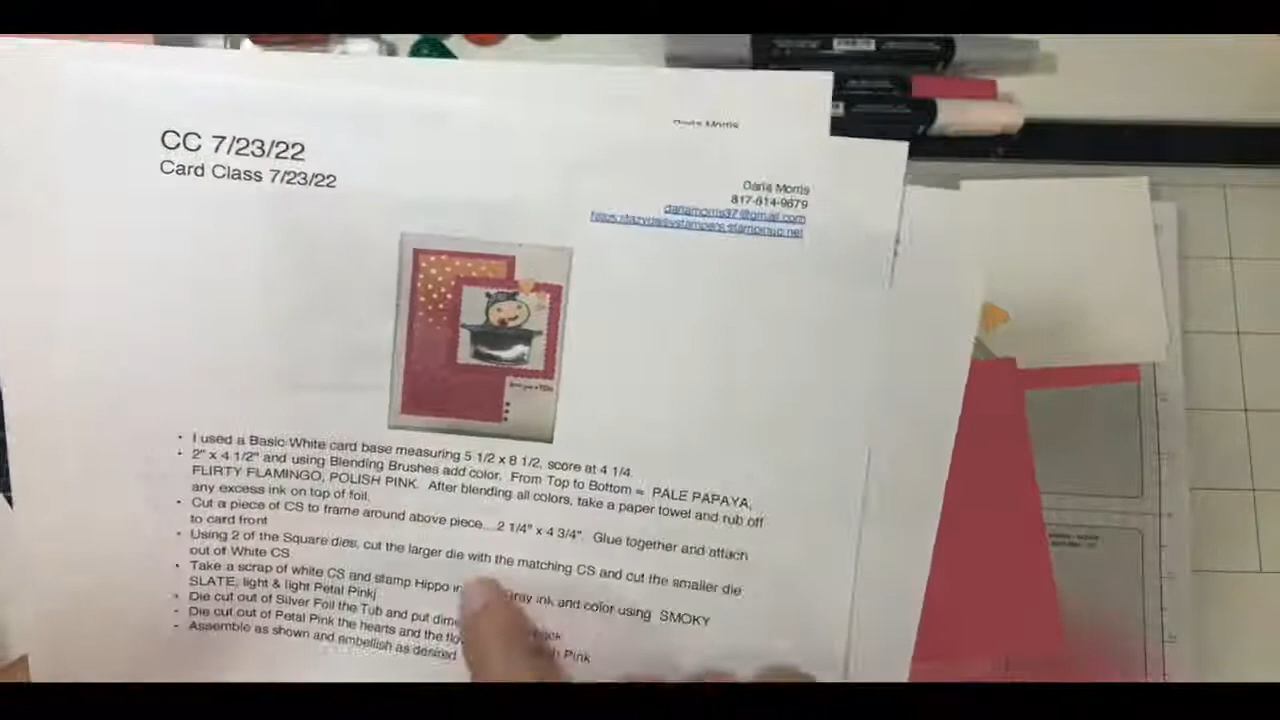 CC 7/23/22
Card Class 7/23/22
Morris
Darla Morris
817-614-9679
darlamorris37@gmail.com
• I used a Basic White card base measuring 5 1/2 x 8 1/2, score at 4 1/4.
• 2" x 4 1/2" and using Blending Brushes add color. From Top to Bottom = PALE PAPAYA,
FLIRTY FLAMINGO, POLISH PINK. After blending all colors, take a paper towel and rub off
any excess ink on top of foil.
• Cut a piece of CS to frame around above piece....2 1/4" x 4 3/4". Glue together and attach
to card front
• Using 2 of the Square dies, cut the larger die with the matching CS and cut the smaller die
out of White CS
• Take a scrap of white CS and stamp Hippo in ink and color using SMOKY
SLATE, light & light Petal Pink
• Die cut out of Silver Foil the Tub and put
• Die cut out of Petal Pink the hearts and the Pink
• Assemble as shown and embellish as desired